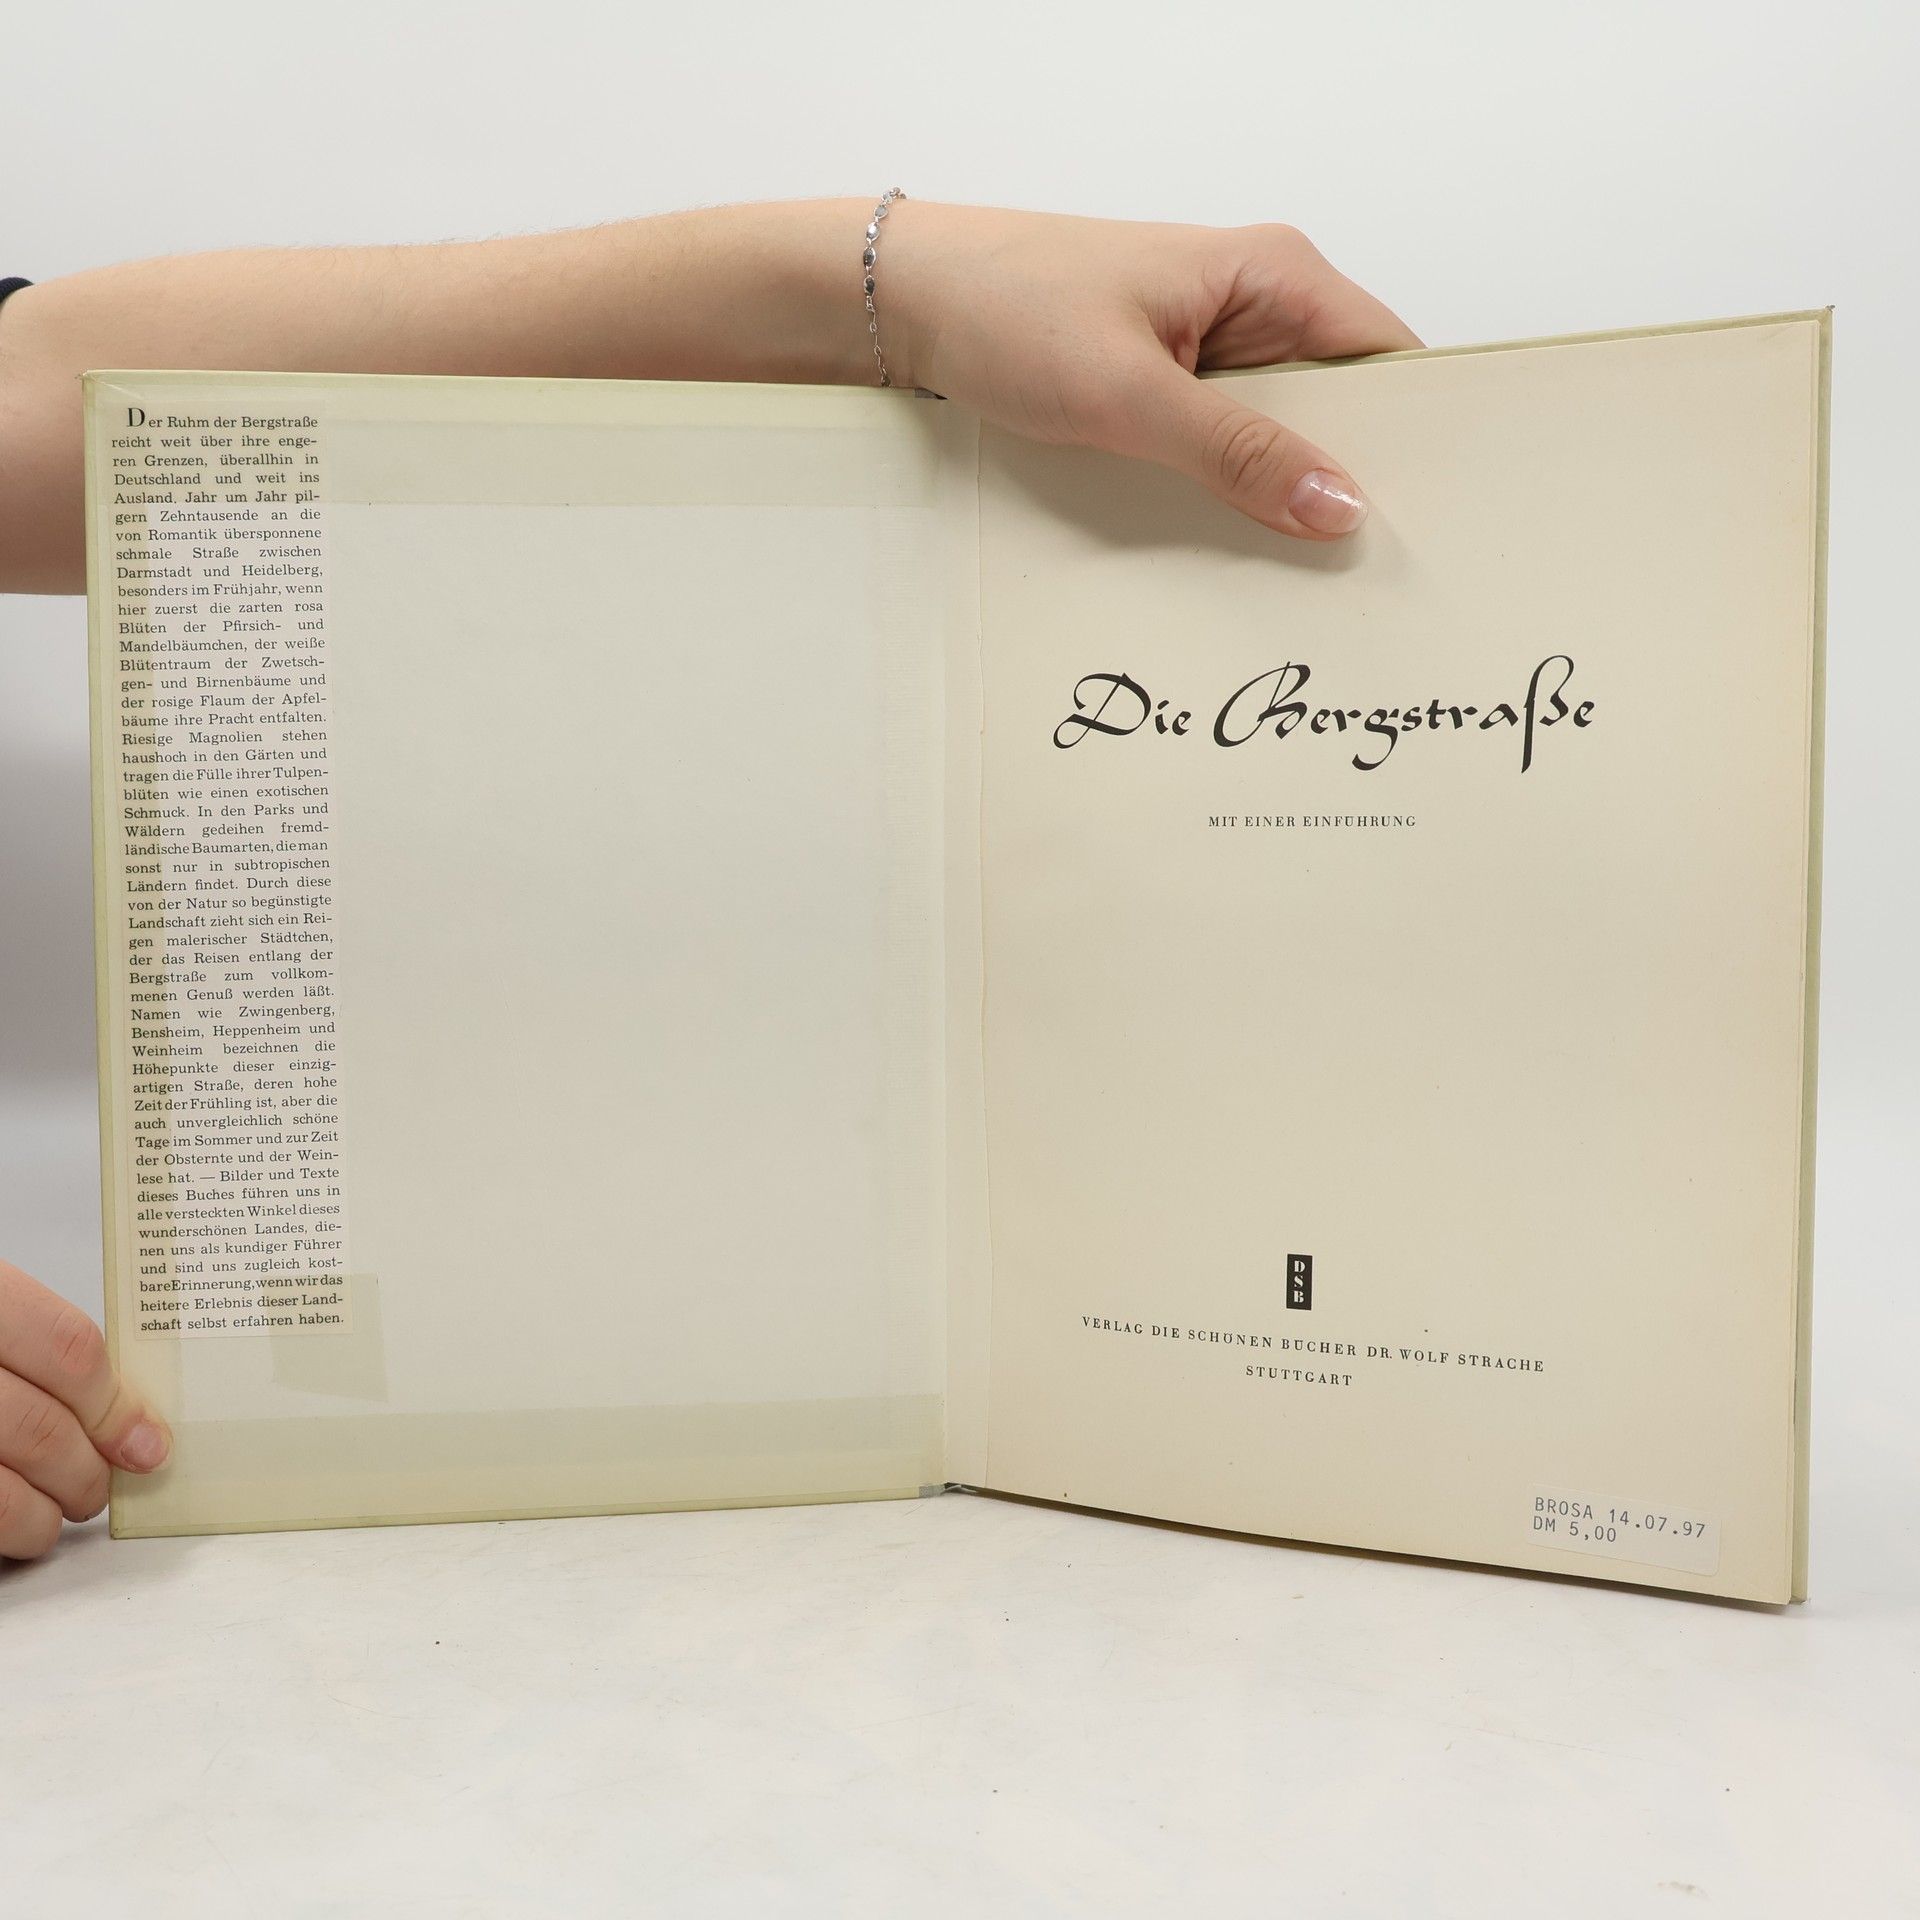 Der Ruhm der Bergstraße
reicht weit über ihre enge-
ren Grenzen, überallhin in
Deutschland und weit ins
Ausland. Jahr um Jahr pil-
gern Zehntausende an die
von Romantik übersponnene
schmale Straße zwischen
Darmstadt und Heidelberg,
besonders im Frühjahr, wenn
hier zuerst die zarten rosa
Blüten der Pfirsich- und
Mandelbäumchen, der weiße
Blütentraum der Zwetsch-
gen- und Birnenbäume und
der rosige Flaum der Apfel-
bäume ihre Pracht entfalten.
Riesige Magnolien stehen
haushoch in den Gärten und
tragen die Fülle ihrer Tulpen-
blüten wie einen exotischen
Schmuck. In den Parks und
Wäldern gedeihen fremd-
ländische Baumarten, die man
sonst nur in subtropischen
Ländern findet. Durch diese
von der Natur so begünstigte
Landschaft zieht sich ein Rei-
gen malerischer Städtchen,
der das Reisen entlang der
Bergstraße zum vollkom-
menen Genuß werden läßt.
Namen wie Zwingenberg,
Bensheim, Heppenheim und
Weinheim bezeichnen die
Höhepunkte dieser einzig-
artigen Straße, deren hohe
Zeit der Frühling ist, aber die
auch unvergleichlich schöne
Tage im Sommer und zur Zeit
der Obsternte und der Wein-
lese hat. — Bilder und Texte
dieses Buches führen uns in
alle versteckten Winkel dieses
wunderschönen Landes, die-
nen uns als kundiger Führer
und sind uns zugleich kost-
bare Erinnerung, wenn wir das
heitere Erlebnis dieser Land-
schaft selbst erfahren haben.
Die Bergstraße
MIT EINER EINFÜHRUNG
D
S
B
VERLAG DIE SCHÖNEN BÜCHER DR. WOLF STRACHE
STUTTGART
BROSA 14.07.97
DM 5,00